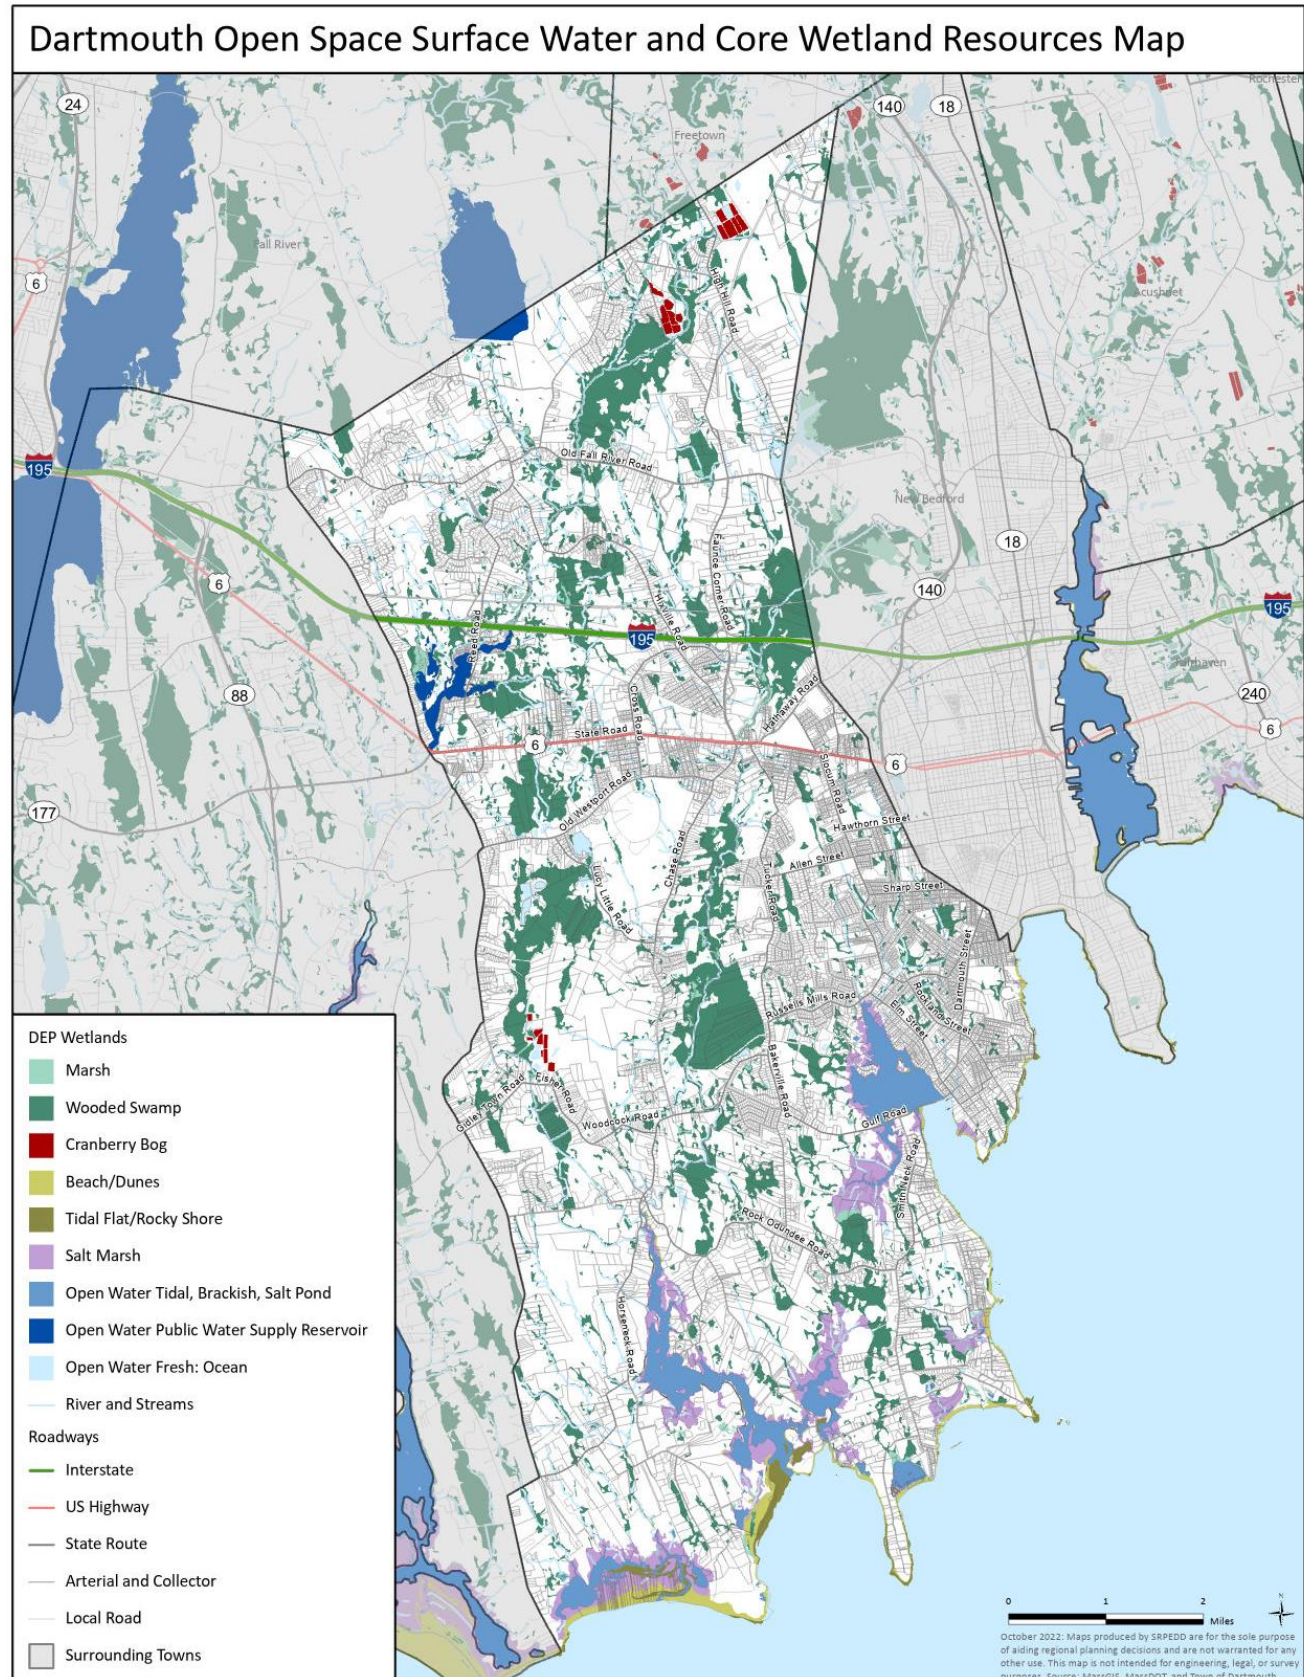 Dartmouth Open Space Surface Water and Core Wetland Resources Map
Rochester
24
140
18
Freetown
Fall River
6
High Hill Road
Acushnet
Old Fall River Road
195
New Bedford
18
Faunce Corner Road
6
140
Hixville Road
195
195
Reed Road
Fairhaven
88
240
Cross Road
Hathaway Road
6
State Road
6
6
Slocum Road
Old Westport Road
177
Hawthorn Street
Chase Road
Allen Street
Tucker Road
Sharp Street
Lucy Little Road
Dartmouth Street
Rockland Street
Russells Mills Road
Elm Street
Bakerville Road
Fisher Road
Gidley Town Road
Woodcock Road
Gulf Road
Smith Neck Road
Rock Odundee Road
Horseneck Road
DEP Wetlands
Marsh
Wooded Swamp
Cranberry Bog
Beach/Dunes
Tidal Flat/Rocky Shore
Salt Marsh
Open Water Tidal, Brackish, Salt Pond
Open Water Public Water Supply Reservoir
Open Water Fresh: Ocean
River and Streams
Roadways
Interstate
US Highway
State Route
Arterial and Collector
Local Road
Surrounding Towns
0 1 2
Miles
N
October 2022: Maps produced by SRPEDD are for the sole purpose
of aiding regional planning decisions and are not warranted for any
other use. This map is not intended for engineering, legal, or survey
purposes. Source: MassGIS, MassDOT, and Town of Dartmouth